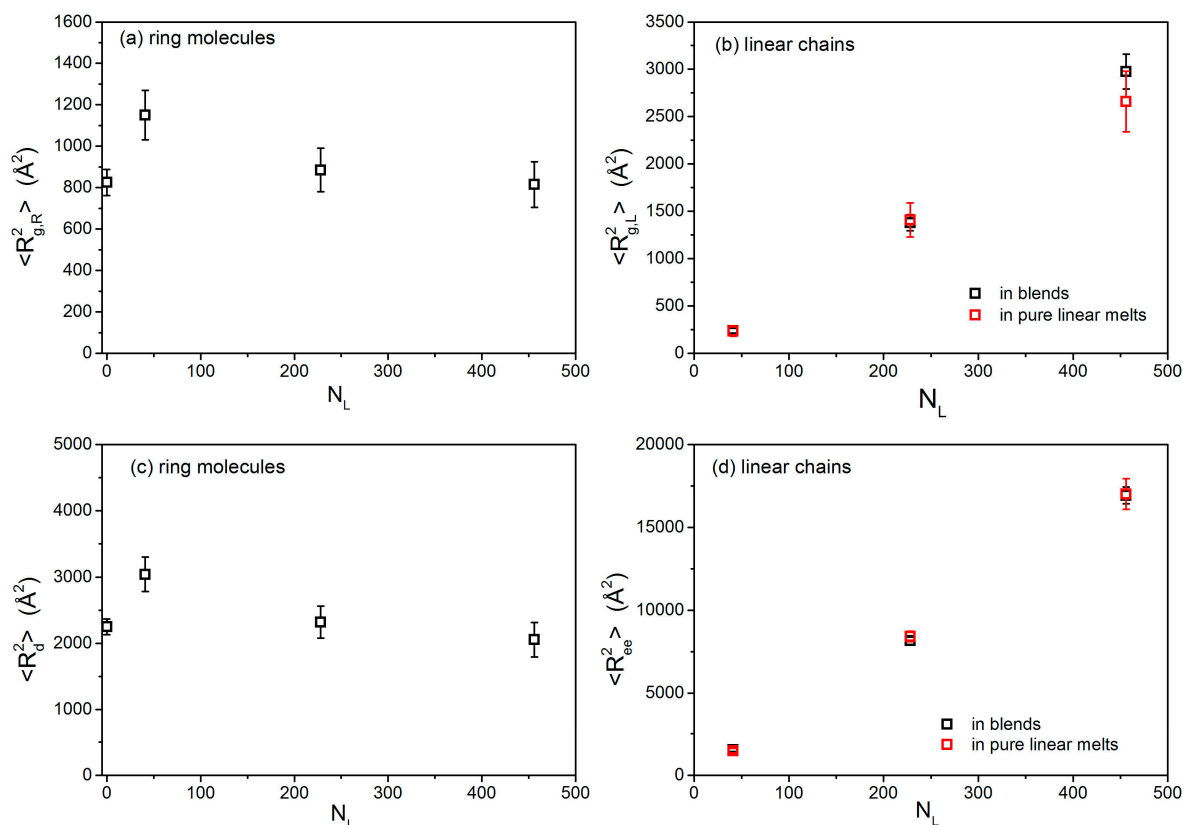 (a) ring molecules
1600
1400
1200
1000
800
600
400
200
0
<R²g,R> (Å²)
0 100 200 300 400 500
N_L
(b) linear chains
3500
3000
2500
2000
1500
1000
500
0
<R²g,L> (Å²)
in blends
in pure linear melts
0 100 200 300 400 500
N_L
(c) ring molecules
5000
4000
3000
2000
1000
0
<R²d> (Å²)
0 100 200 300 400 500
N_L
(d) linear chains
20000
15000
10000
5000
0
<R²ee> (Å²)
in blends
in pure linear melts
0 100 200 300 400 500
N_L